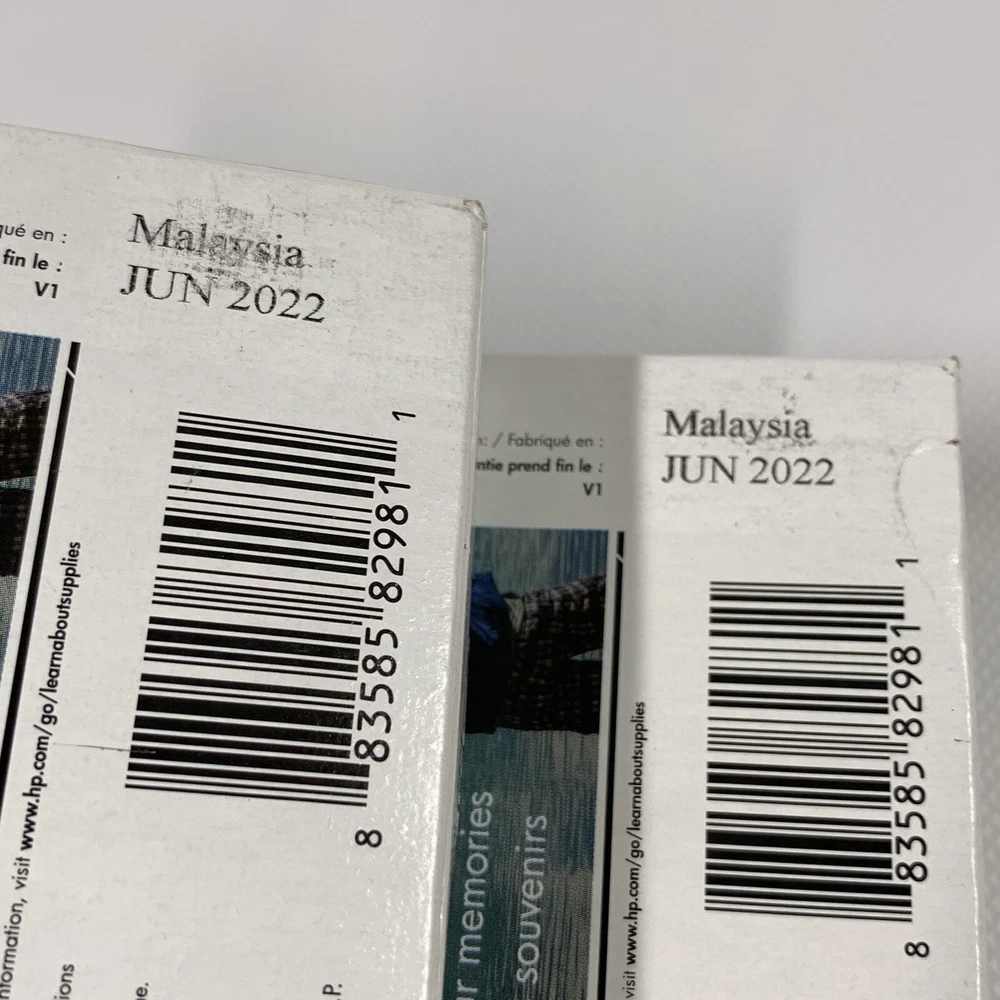 qué en :
fin le :
V1
Malaysia
JUN 2022
8 83585 82981 1
www.hp.com/go/learnaboutsupplies
visit
ions
e.
P.
/ Fabriqué en :
ntie prend fin le :
V1
Malaysia
JUN 2022
8 83585 82981 1
visit www.hp.com/go/learnaboutsupplies
r memories
souvenirs